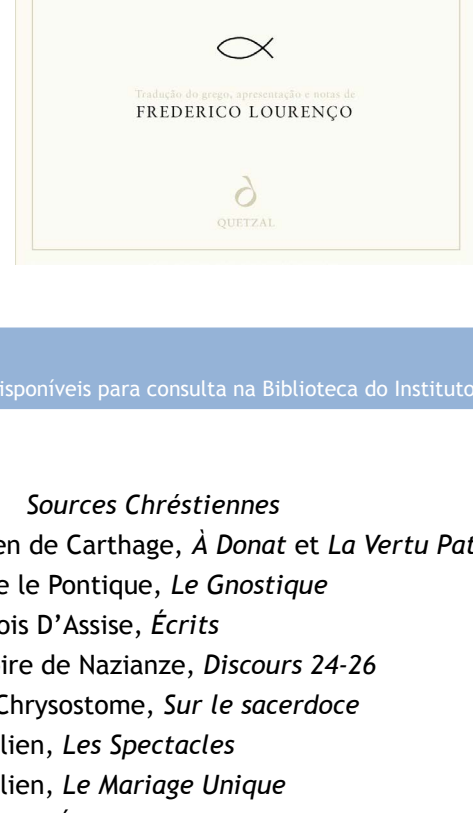 Tradução do grego, apresentação e notas de
FREDERICO LOURENÇO
QUETZAL
isponíveis para consulta na Biblioteca do Instituto
Sources Chréstiennes
en de Carthage, À Donat et La Vertu Pat
e le Pontique, Le Gnostique
ois D’Assise, Écrits
ire de Nazianze, Discours 24-26
Chrysostome, Sur le sacerdoce
lien, Les Spectacles
lien, Le Mariage Unique